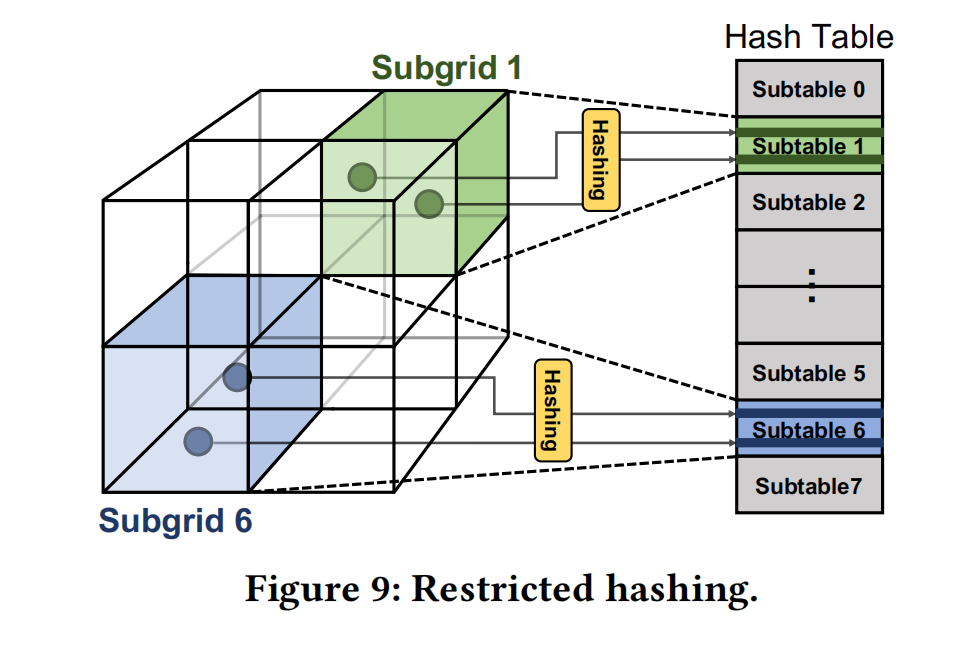 Hash Table
Subgrid 1
Subtable 0
Hashing
Subtable 1
Subtable 2
⋮
Subtable 5
Hashing
Subtable 6
Subtable7
Subgrid 6
Figure 9: Restricted hashing.